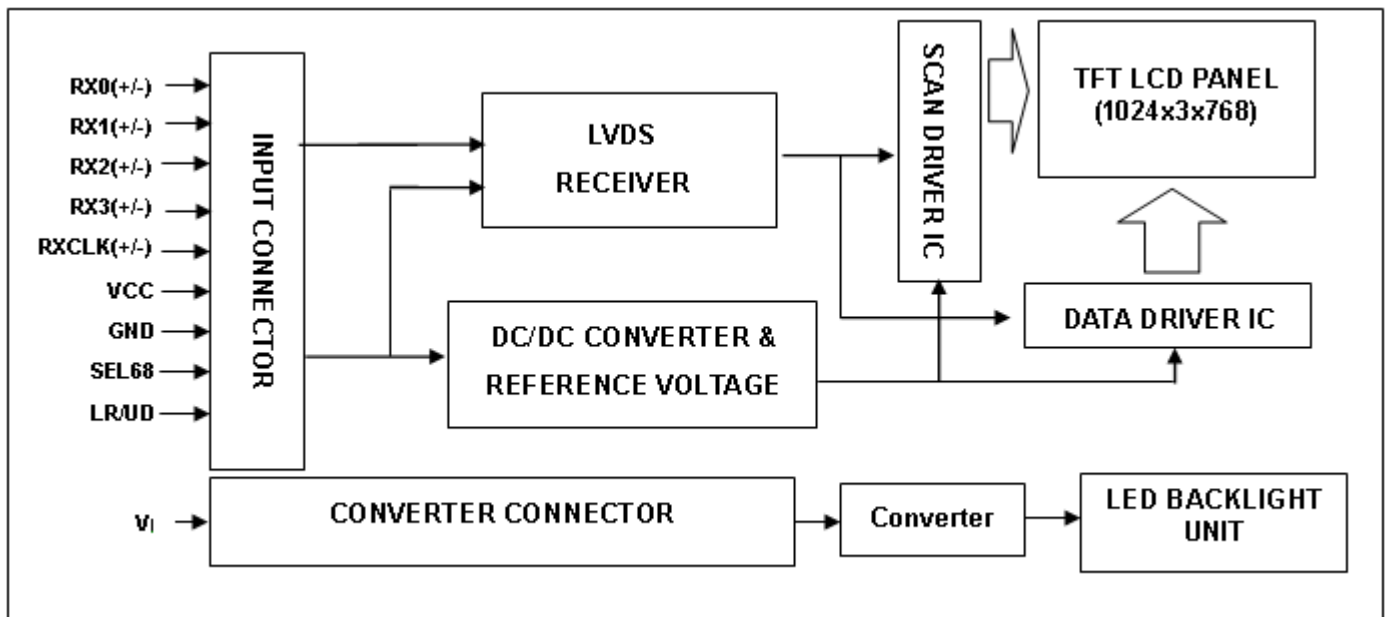 RX0(+/-)
RX1(+/-)
RX2(+/-)
RX3(+/-)
RXCLK(+/-)
VCC
GND
SEL68
LR/UD
INPUT CONNECTOR
LVDS
RECEIVER
DC/DC CONVERTER &
REFERENCE VOLTAGE
SCAN DRIVER IC
TFT LCD PANEL
(1024x3x768)
DATA DRIVER IC
VI
CONVERTER CONNECTOR
Converter
LED BACKLIGHT
UNIT